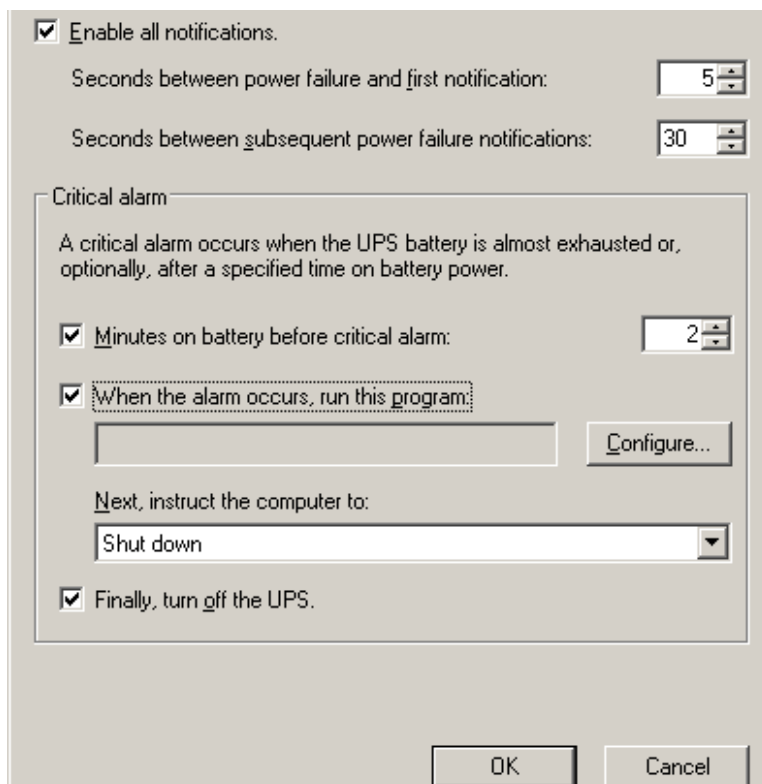 Enable all notifications.
Seconds between power failure and first notification: 5
Seconds between subsequent power failure notifications: 30
Critical alarm
A critical alarm occurs when the UPS battery is almost exhausted or,
optionally, after a specified time on battery power.
Minutes on battery before critical alarm: 2
When the alarm occurs, run this program:
Configure...
Next, instruct the computer to:
Shut down
Finally, turn off the UPS.
OK Cancel